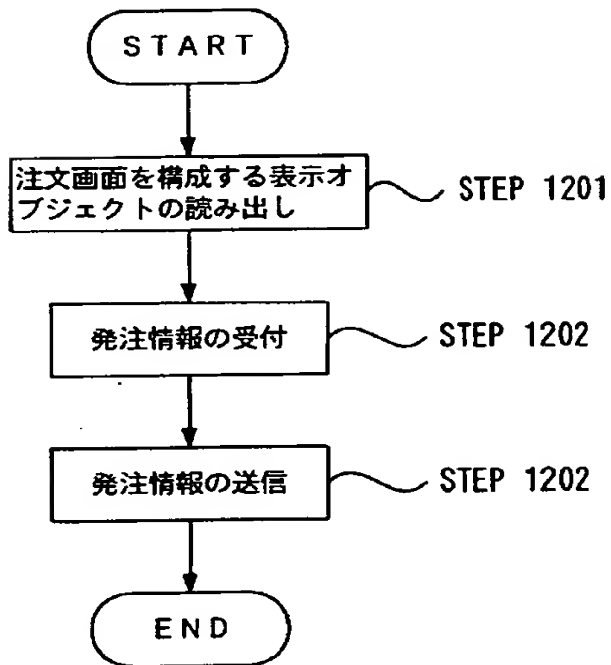 START
注文画面を構成する表示オ
ブジェクトの読み出し
STEP 1201
発注情報の受付
STEP 1202
発注情報の送信
STEP 1202
END